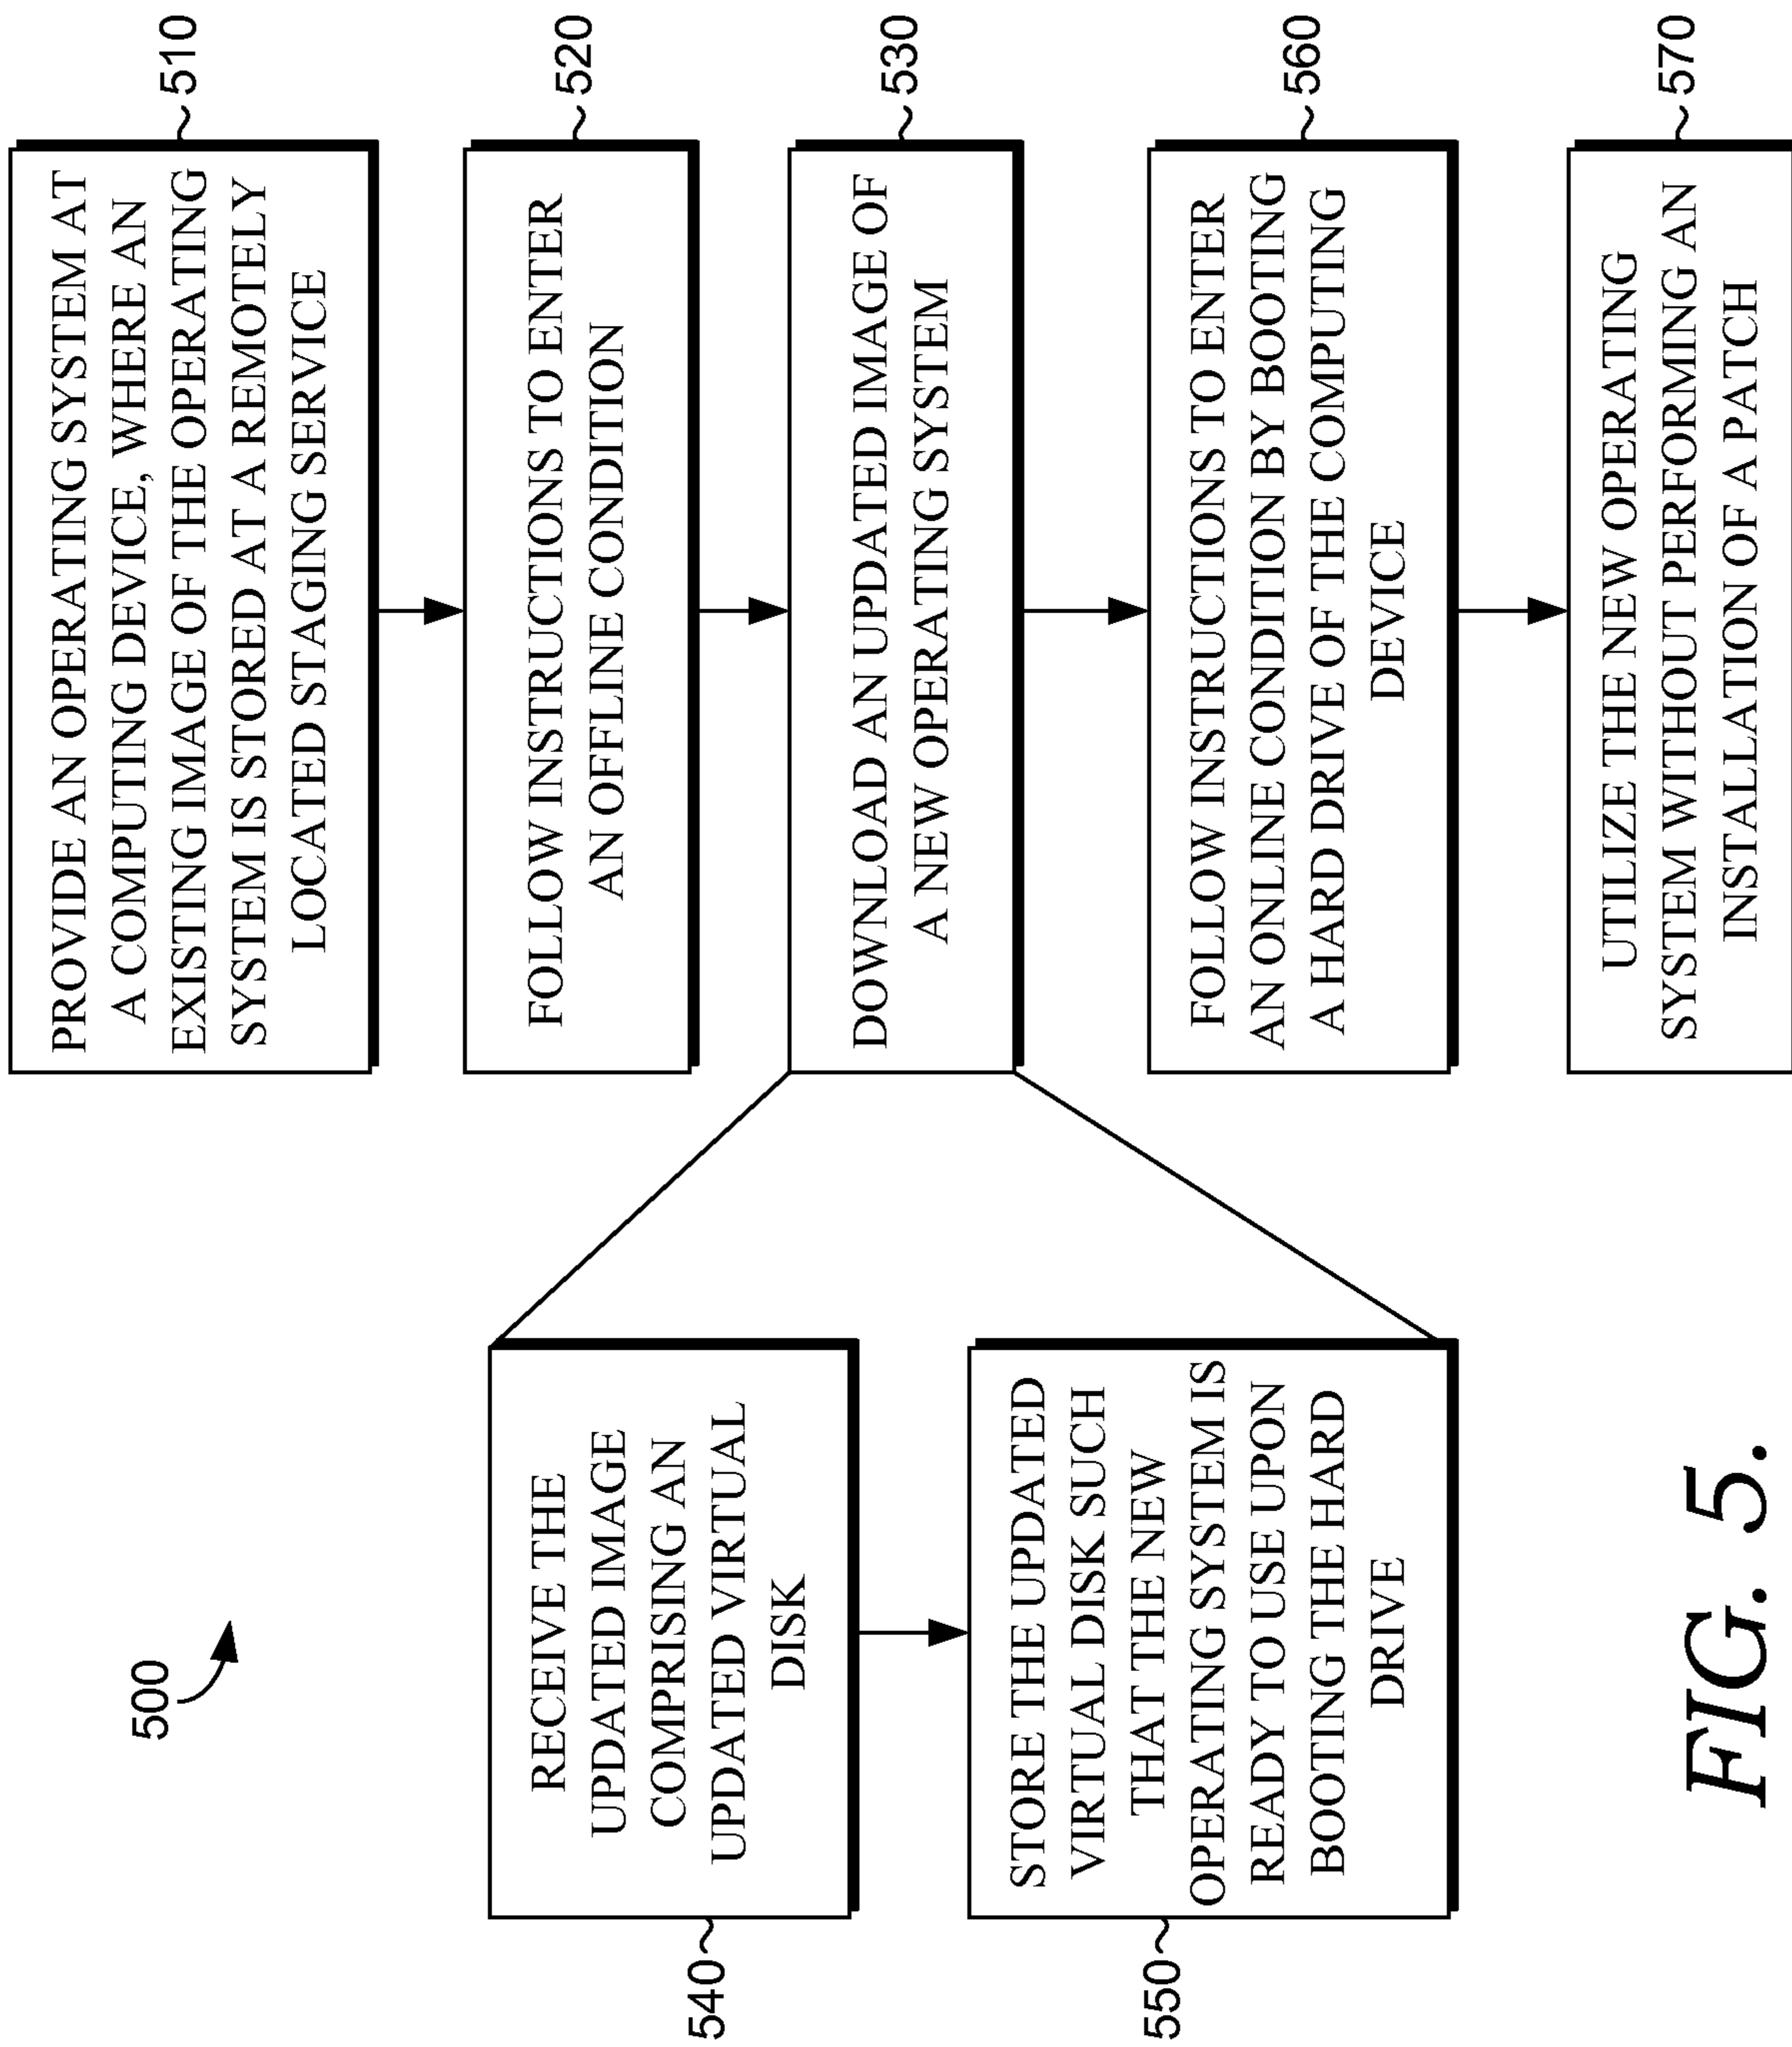 500
PROVIDE AN OPERATING SYSTEM AT
A COMPUTING DEVICE, WHERE AN
EXISTING IMAGE OF THE OPERATING
SYSTEM IS STORED AT A REMOTELY
LOCATED STAGING SERVICE
510
FOLLOW INSTRUCTIONS TO ENTER
AN OFFLINE CONDITION
520
DOWNLOAD AN UPDATED IMAGE OF
A NEW OPERATING SYSTEM
530
RECEIVE THE
UPDATED IMAGE
COMPRISING AN
UPDATED VIRTUAL
DISK
540
STORE THE UPDATED
VIRTUAL DISK SUCH
THAT THE NEW
OPERATING SYSTEM IS
READY TO USE UPON
BOOTING THE HARD
DRIVE
550
FOLLOW INSTRUCTIONS TO ENTER
AN ONLINE CONDITION BY BOOTING
A HARD DRIVE OF THE COMPUTING
DEVICE
560
UTILIZE THE NEW OPERATING
SYSTEM WITHOUT PERFORMING AN
INSTALLATION OF A PATCH
570
FIG. 5.